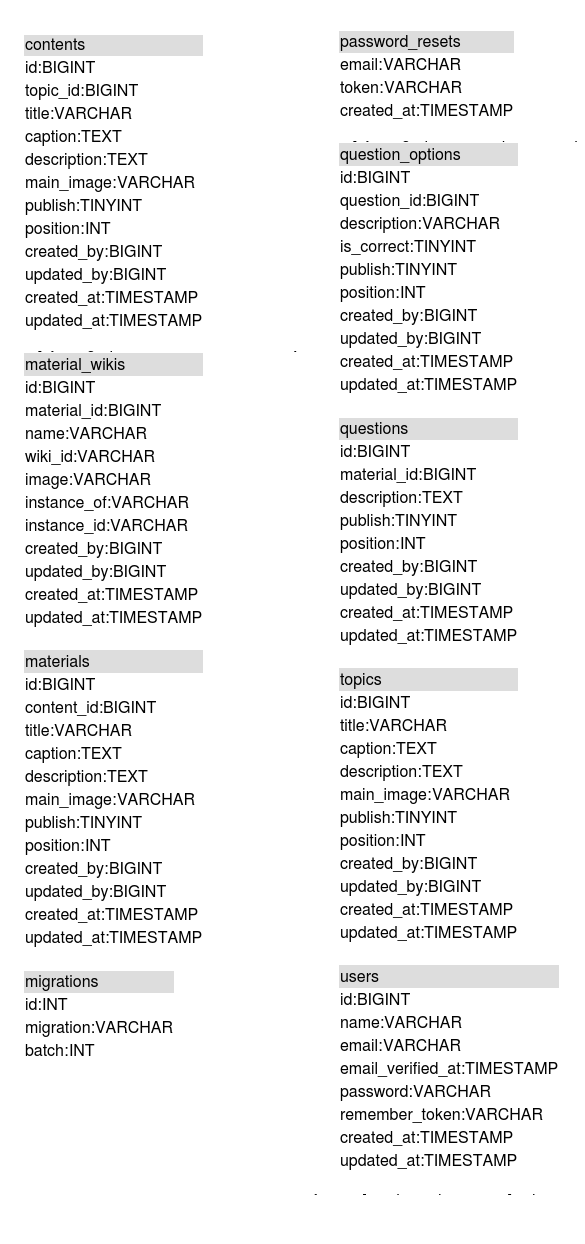 contents
id:BIGINT
topic_id:BIGINT
title:VARCHAR
caption:TEXT
description:TEXT
main_image:VARCHAR
publish:TINYINT
position:INT
created_by:BIGINT
updated_by:BIGINT
created_at:TIMESTAMP
updated_at:TIMESTAMP
material_wikis
id:BIGINT
material_id:BIGINT
name:VARCHAR
wiki_id:VARCHAR
image:VARCHAR
instance_of:VARCHAR
instance_id:VARCHAR
created_by:BIGINT
updated_by:BIGINT
created_at:TIMESTAMP
updated_at:TIMESTAMP
materials
id:BIGINT
content_id:BIGINT
title:VARCHAR
caption:TEXT
description:TEXT
main_image:VARCHAR
publish:TINYINT
position:INT
created_by:BIGINT
updated_by:BIGINT
created_at:TIMESTAMP
updated_at:TIMESTAMP
migrations
id:INT
migration:VARCHAR
batch:INT
password_resets
email:VARCHAR
token:VARCHAR
created_at:TIMESTAMP
question_options
id:BIGINT
question_id:BIGINT
description:VARCHAR
is_correct:TINYINT
publish:TINYINT
position:INT
created_by:BIGINT
updated_by:BIGINT
created_at:TIMESTAMP
updated_at:TIMESTAMP
questions
id:BIGINT
material_id:BIGINT
description:TEXT
publish:TINYINT
position:INT
created_by:BIGINT
updated_by:BIGINT
created_at:TIMESTAMP
updated_at:TIMESTAMP
topics
id:BIGINT
title:VARCHAR
caption:TEXT
description:TEXT
main_image:VARCHAR
publish:TINYINT
position:INT
created_by:BIGINT
updated_by:BIGINT
created_at:TIMESTAMP
updated_at:TIMESTAMP
users
id:BIGINT
name:VARCHAR
email:VARCHAR
email_verified_at:TIMESTAMP
password:VARCHAR
remember_token:VARCHAR
created_at:TIMESTAMP
updated_at:TIMESTAMP